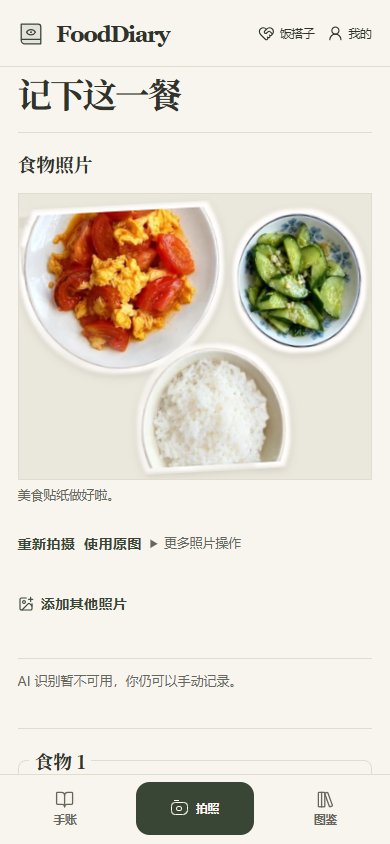 FoodDiary
饭搭子
我的
记下这一餐
食物照片
美食贴纸做好啦。
重新拍摄 使用原图 ▶ 更多照片操作
添加其他照片
AI 识别暂不可用，你仍可以手动记录。
食物 1
手账
拍照
图鉴